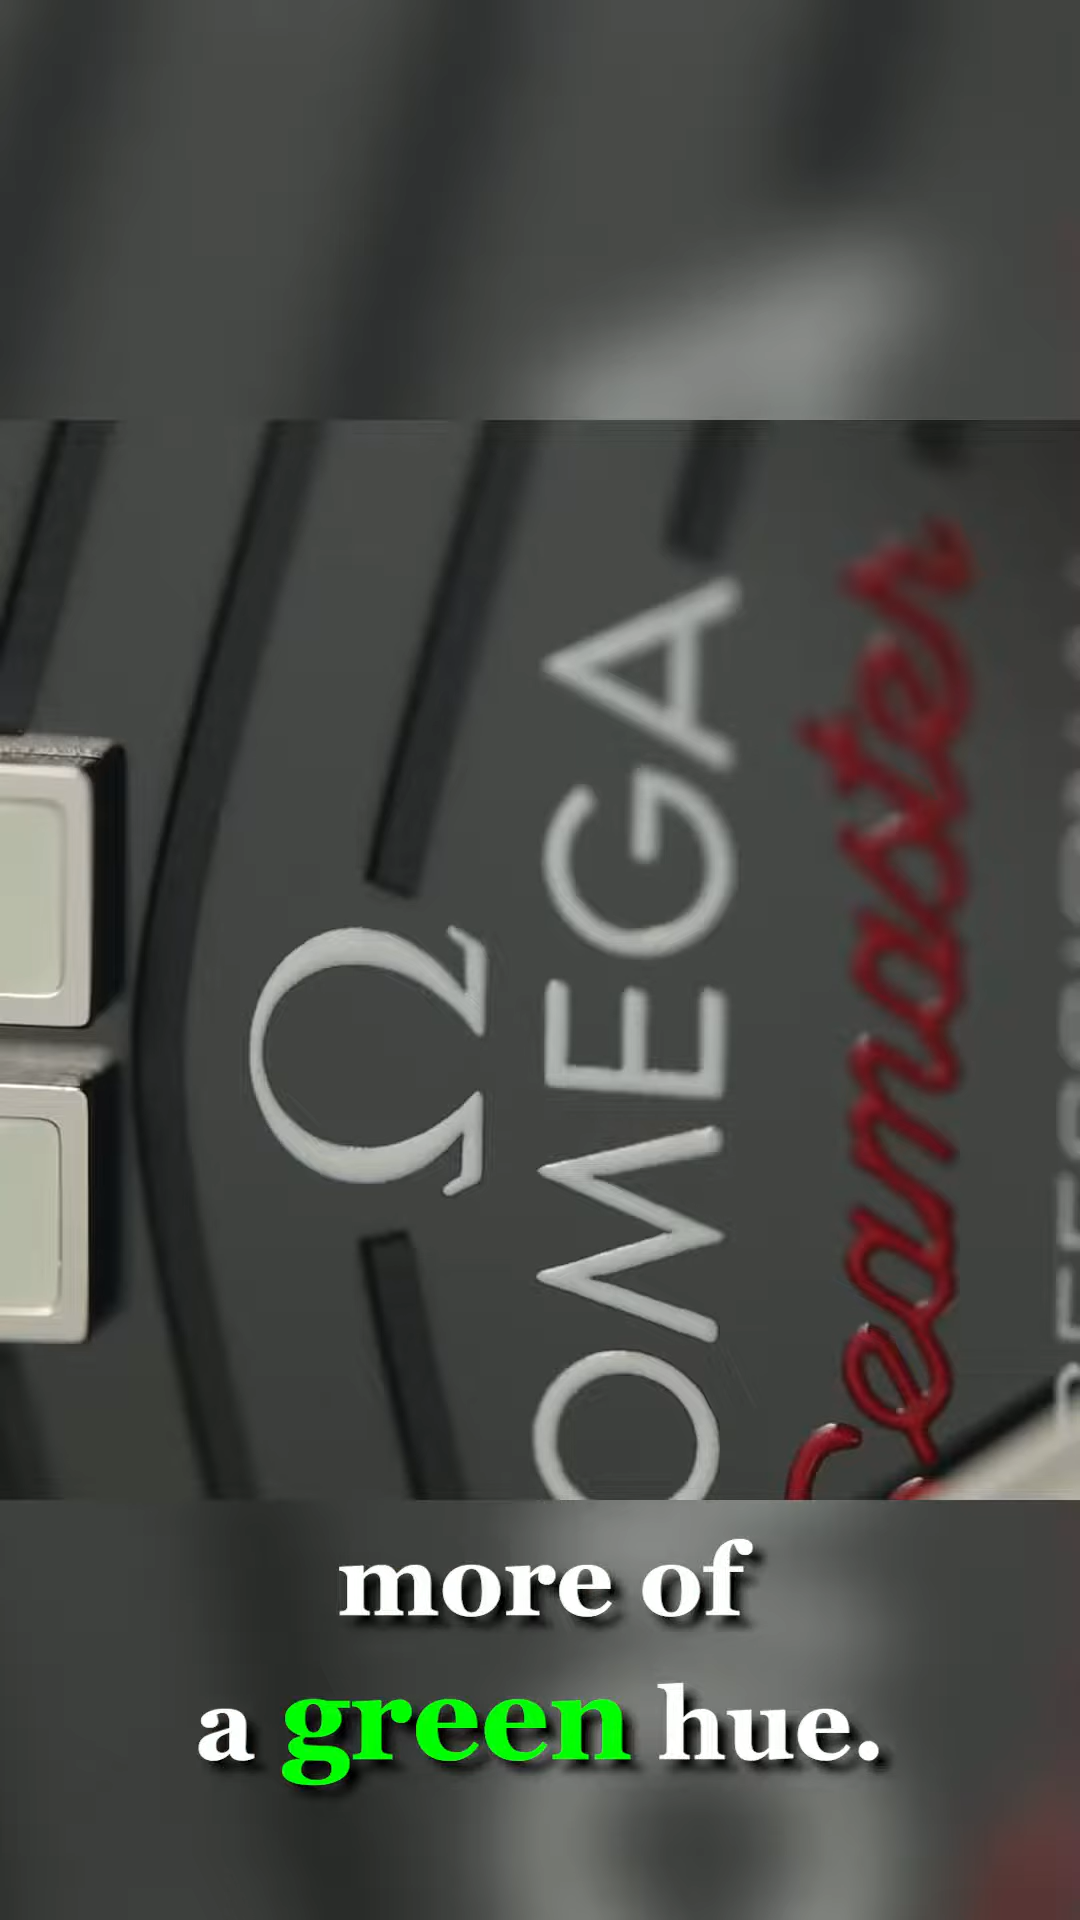 Ω
OMEGA
Seamaster
more of
a green hue.